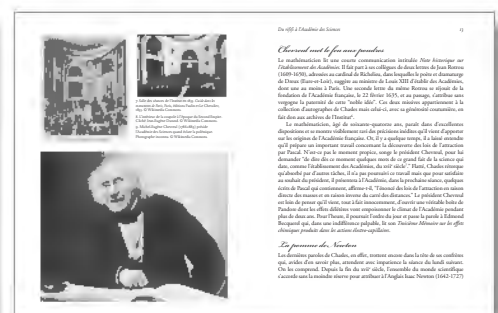 Du rififi à l'Académie des Sciences
13
Chevreul met le feu aux poudres
Le mathématicien lit une courte communication intitulée Note historique sur
l'établissement des Académies. Il fait part à ses collègues de deux lettres de Jean Rotrou
(1609-1650), adressées au cardinal de Richelieu, dans lesquelles le poète et dramaturge
de Dreux (Eure-et-Loir), suggère au ministre de Louis XIII d'établir des Académies,
dont une au moins à Paris. Une seconde lettre du même Rotrou se réjouit de la
fondation de l'Académie française, le 22 février 1635, et au passage, s'attribue sans
vergogne la paternité de cette "noble idée". Ces deux missives appartiennent à la
collection d'autographes de Charles mais celui-ci, avec sa générosité coutumière, en
fait don aux archives de l'Institut
Le mathématicien, âgé de soixante-quatorze ans, paraît dans d'excellentes
dispositions et se montre visiblement ravi des précisions inédites qu'il vient d'apporter
sur les origines de l'Académie française. Or, il y a quelque temps, il a laissé entendre
qu'il prépare un important travail concernant la découverte des lois de l'attraction
par Pascal. N'est-ce pas le moment propice, songe le président Chevreul, pour lui
demander "de dire dès ce moment quelques mots de ce grand fait de la science qui
date, comme l'établissement des Académies, du XVIIe siècle". Flatté, Chasles rétorque
qu'absorbé par d'autres tâches, il n'a pas poursuivi ce travail mais que pour satisfaire
au souhait du président, il présentera à l'Académie, dans la prochaine séance, quelques
écrits de Pascal qui contiennent, affirme-t-il, "l'énoncé des lois de l'attraction en raison
directe des masses et en raison inverse du carré des distances." Le président Chevreul
est loin de penser qu'il vient, tout à fait innocemment, d'ouvrir une véritable boîte de
Pandore dont les effets délétères vont empoisonner le climat de l'Académie pendant
plus de deux ans. Pour l'heure, il poursuit l'ordre du jour et passe la parole à Edmond
Becquerel qui, dans une indifférence palpable, lit son Troisième Mémoire sur les effets
chimiques produits dans les actions électro-capillaires.
La pomme de Newton
Les dernières paroles de Chasles, en effet, trottent encore dans la tête de ses confrères
qui, avides d'en savoir plus, attendent avec impatience la séance du lundi suivant.
On les comprend. Depuis la fin du XVIIe siècle, l'ensemble du monde scientifique
s'accorde sans la moindre réserve pour attribuer à l'Anglais Isaac Newton (1642-1727)